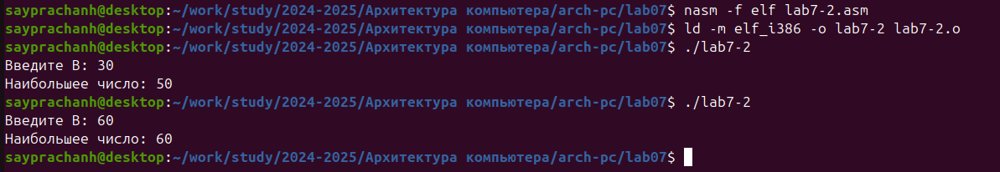 sayprachanh@desktop:~/work/study/2024-2025/Архитектура компьютера/arch-pc/lab07$ nasm -f elf lab7-2.asm
sayprachanh@desktop:~/work/study/2024-2025/Архитектура компьютера/arch-pc/lab07$ ld -m elf_i386 -o lab7-2 lab7-2.o
sayprachanh@desktop:~/work/study/2024-2025/Архитектура компьютера/arch-pc/lab07$ ./lab7-2
Введите В: 30
Наибольшее число: 50
sayprachanh@desktop:~/work/study/2024-2025/Архитектура компьютера/arch-pc/lab07$ ./lab7-2
Введите В: 60
Наибольшее число: 60
sayprachanh@desktop:~/work/study/2024-2025/Архитектура компьютера/arch-pc/lab07$